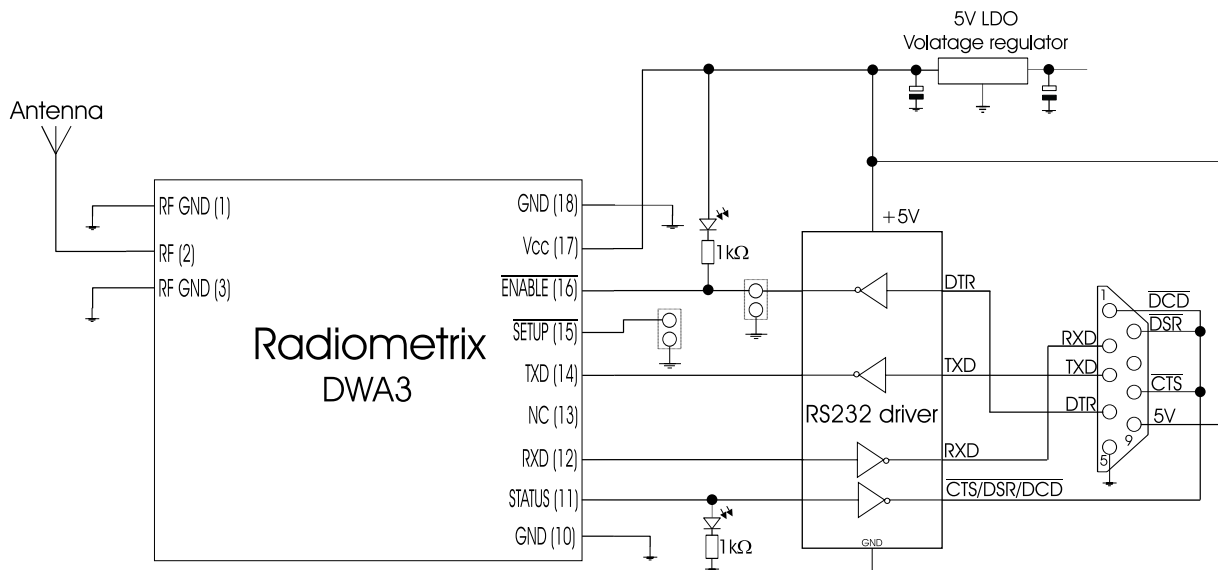 5V LDO
Volatage regulator
Antenna
RF GND (1)
RF (2)
RF GND (3)
Radiometrix
DWA3
GND (18)
Vcc (17)
ENABLE (16)
SETUP (15)
TXD (14)
NC (13)
RXD (12)
STATUS (11)
GND (10)
1kΩ
1kΩ
+5V
RS232 driver
GND
DTR
TXD
RXD
CTS/DSR/DCD
RXD
TXD
DTR
1
5
9
DCD
DSR
CTS
5V